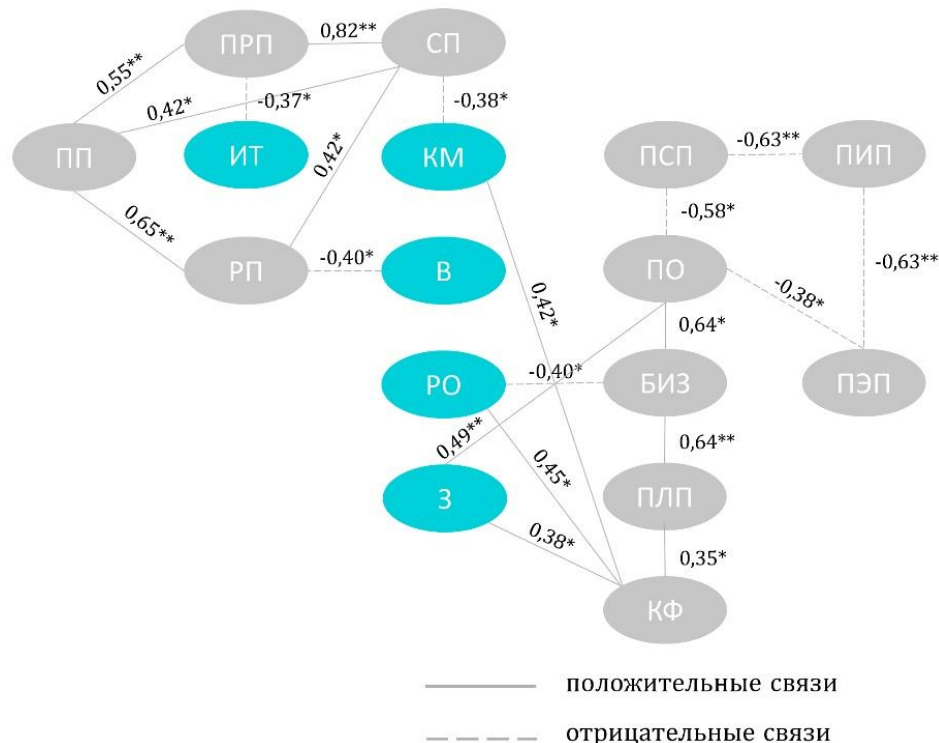 ПРП
0,82**
СП
0,55**
0,42*
-0,37*
-0,38*
ПП
ИТ
0,42*
КМ
ПСП
-0,63**
ПИП
0,65**
-0,58*
РП
-0,40*
В
ПО
-0,63**
0,42*
-0,38*
0,64*
РО
-0,40*
БИЗ
ПЭП
0,49**
0,45*
0,64**
З
ПЛП
0,38*
0,35*
КФ
положительные связи
отрицательные связи